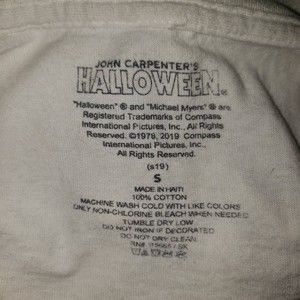 JOHN CARPENTER'S
HALLOWEEN®
"Halloween" ® and "Michael Myers" ® are
Registered Trademarks of Compass
International Pictures, Inc., All Rights
Reserved. ©1978, 2019 Compass
International Pictures, Inc., All
Rights Reserved.
(s19)
S
MADE IN HAITI
100% COTTON
MACHINE WASH COLD WITH LIKE COLORS
ONLY NON-CHLORINE BLEACH WHEN NEEDED
TUMBLE DRY LOW
DO NOT IRON IF DECORATED
DO NOT DRY CLEAN